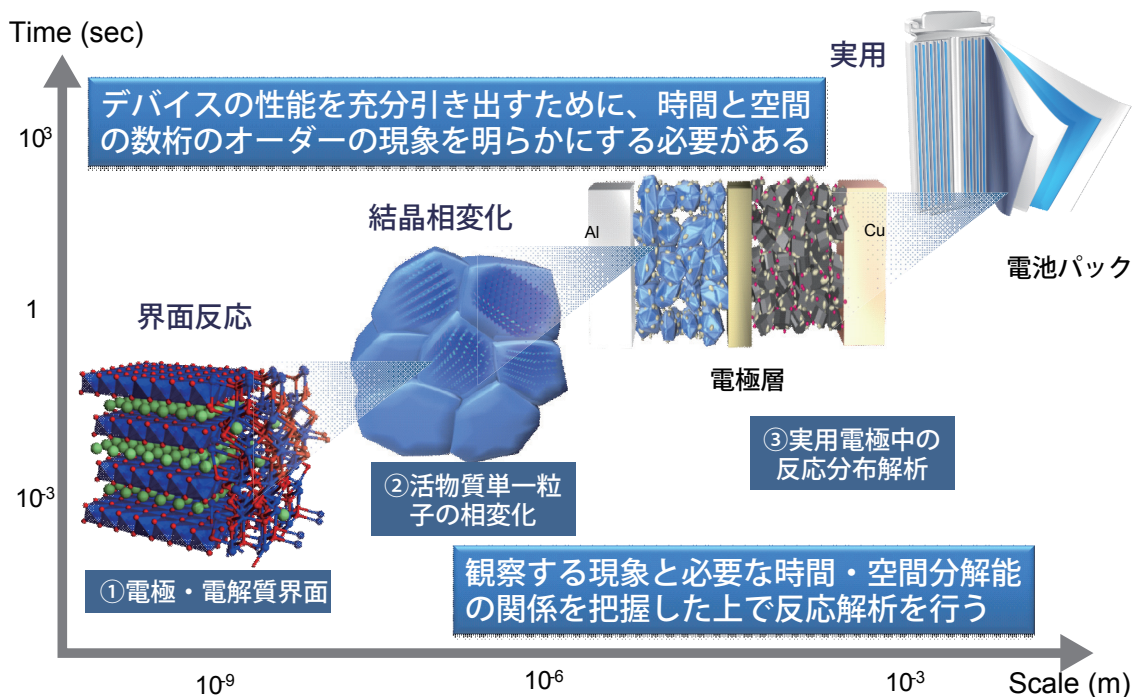 Time (sec)
実用
デバイスの性能を充分引き出すために、時間と空間
の数桁のオーダーの現象を明らかにする必要がある
10³
結晶相変化
Al
Cu
電池パック
1
界面反応
電極層
③実用電極中の
反応分布解析
②活物質単一粒
子の相変化
10⁻³
観察する現象と必要な時間・空間分解能
の関係を把握した上で反応解析を行う
①電極・電解質界面
10⁻⁹
10⁻⁶
10⁻³
Scale (m)